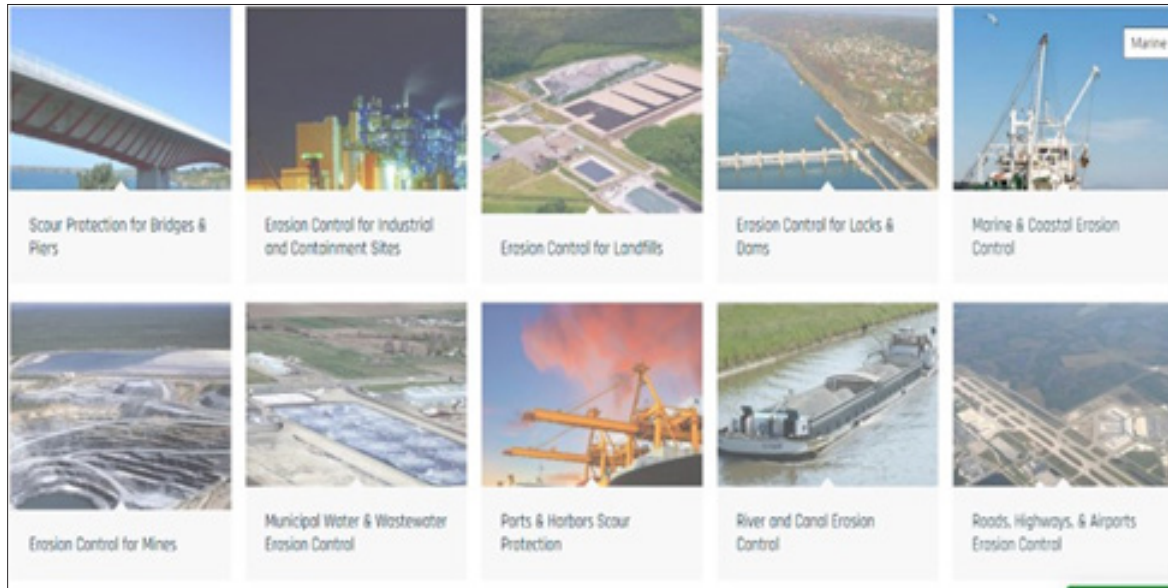 Marine
Scour Protection for Bridges &
Piers
Erosion Control for Industrial
and Containment Sites
Erosion Control for Landfills
Erosion Control for Locks &
Dams
Marine & Coastal Erosion
Control
Erosion Control for Mines
Municipal Water & Wastewater
Erosion Control
Ports & Harbors Scour
Protection
River and Canal Erosion
Control
Roads, Highways, & Airports
Erosion Control